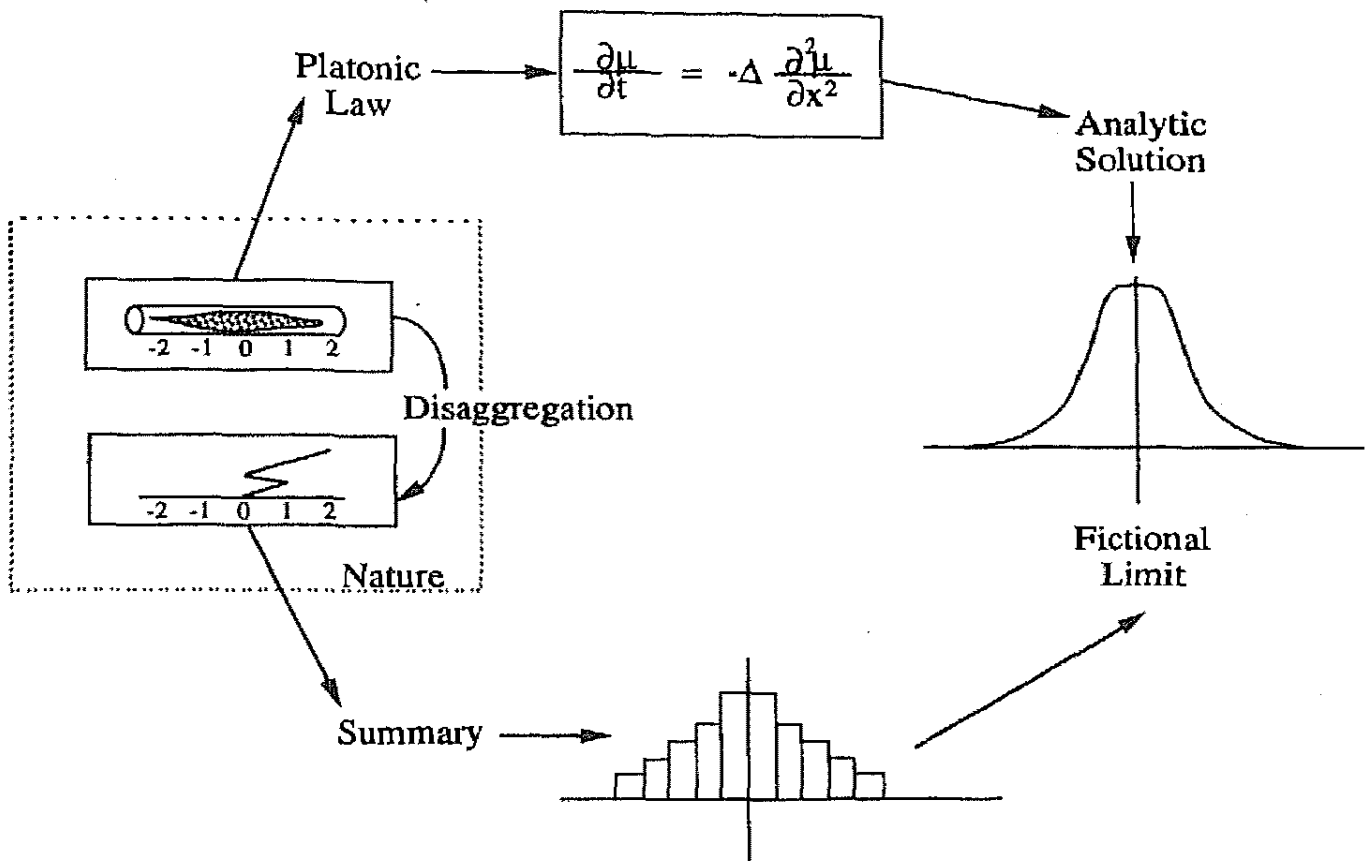 Platonic
Law
∂μ/∂t = -Δ ∂²μ/∂x²
Analytic
Solution
-2 -1 0 1 2
Disaggregation
-2 -1 0 1 2
Nature
Fictional
Limit
Summary